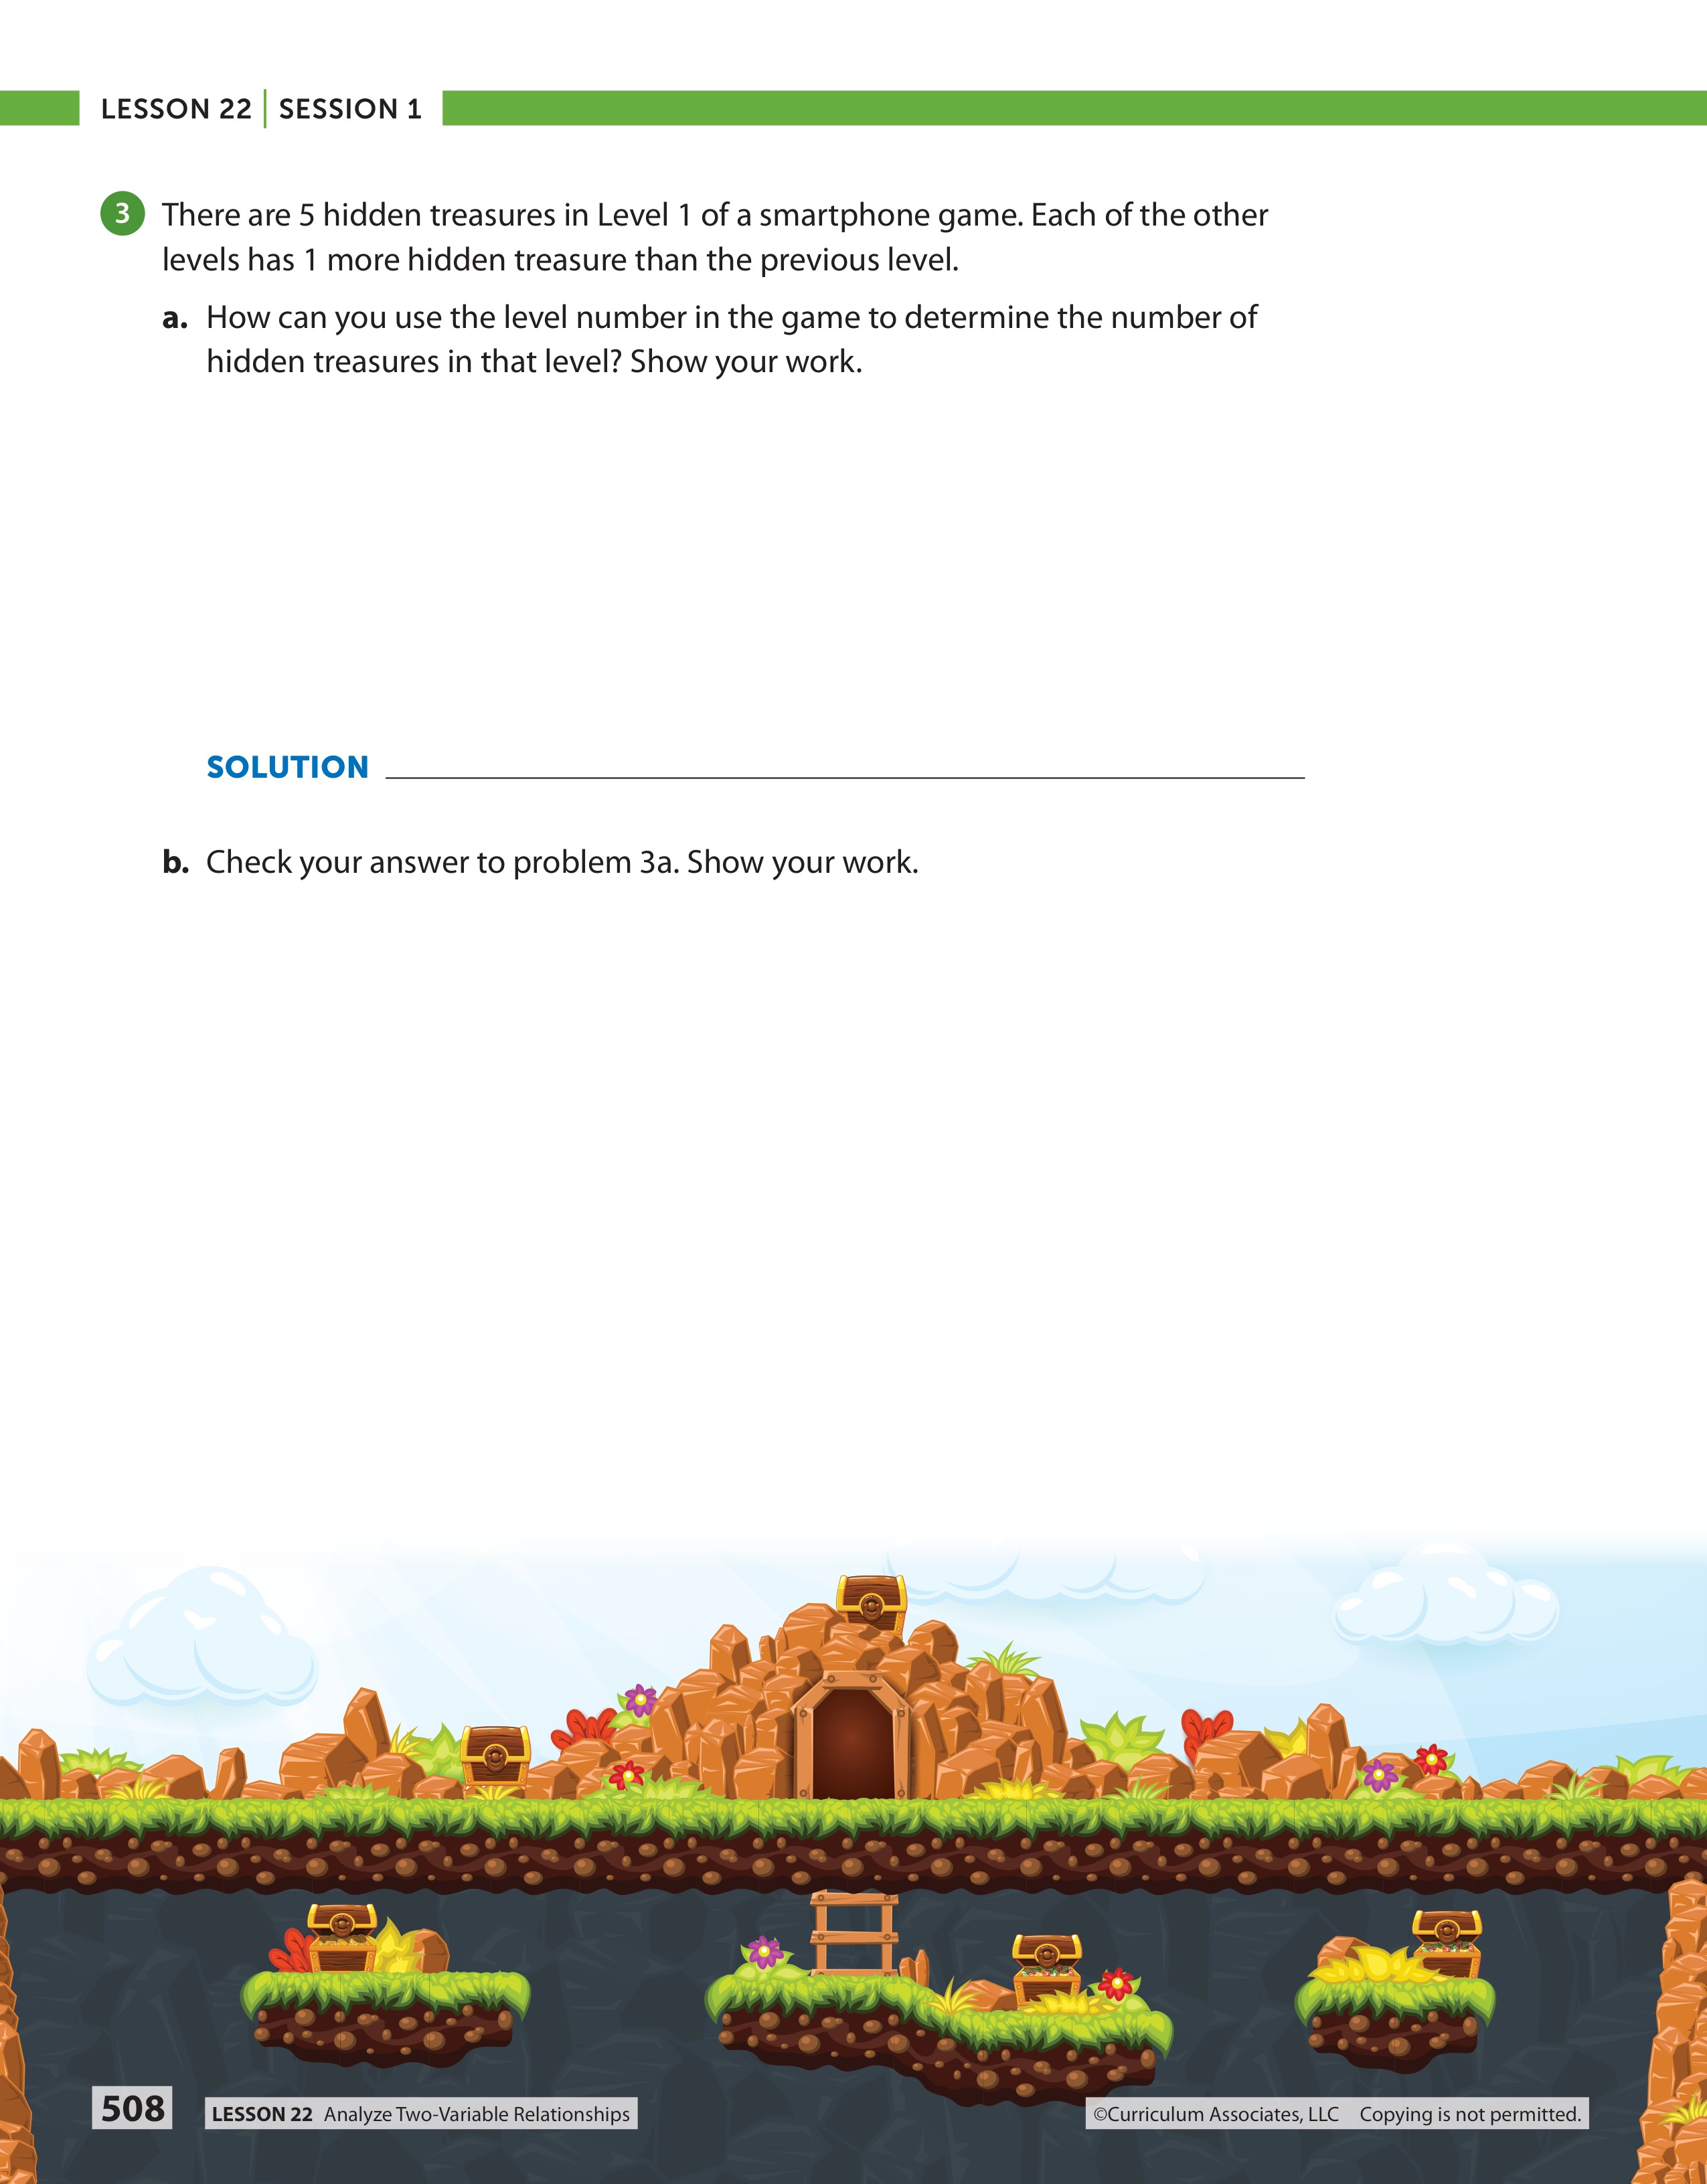 LESSON 22 | SESSION 1
3 There are 5 hidden treasures in Level 1 of a smartphone game. Each of the other
levels has 1 more hidden treasure than the previous level.
a. How can you use the level number in the game to determine the number of
hidden treasures in that level? Show your work.
SOLUTION
b. Check your answer to problem 3a. Show your work.
508
LESSON 22 Analyze Two-Variable Relationships
©Curriculum Associates, LLC Copying is not permitted.